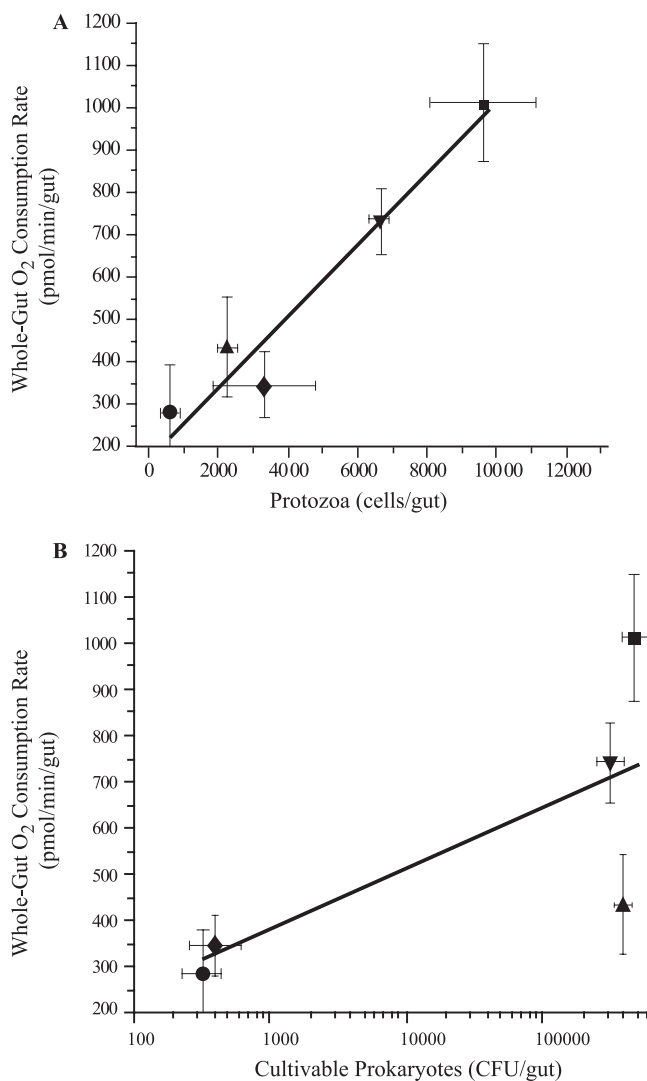 A
1200
1100
1000
900
800
700
600
500
400
300
200
Whole-Gut O2 Consumption Rate
(pmol/min/gut)
0 2000 4000 6000 8000 10000 12000
Protozoa (cells/gut)
B
1200
1100
1000
900
800
700
600
500
400
300
200
Whole-Gut O2 Consumption Rate
(pmol/min/gut)
100 1000 10000 100000
Cultivable Prokaryotes (CFU/gut)